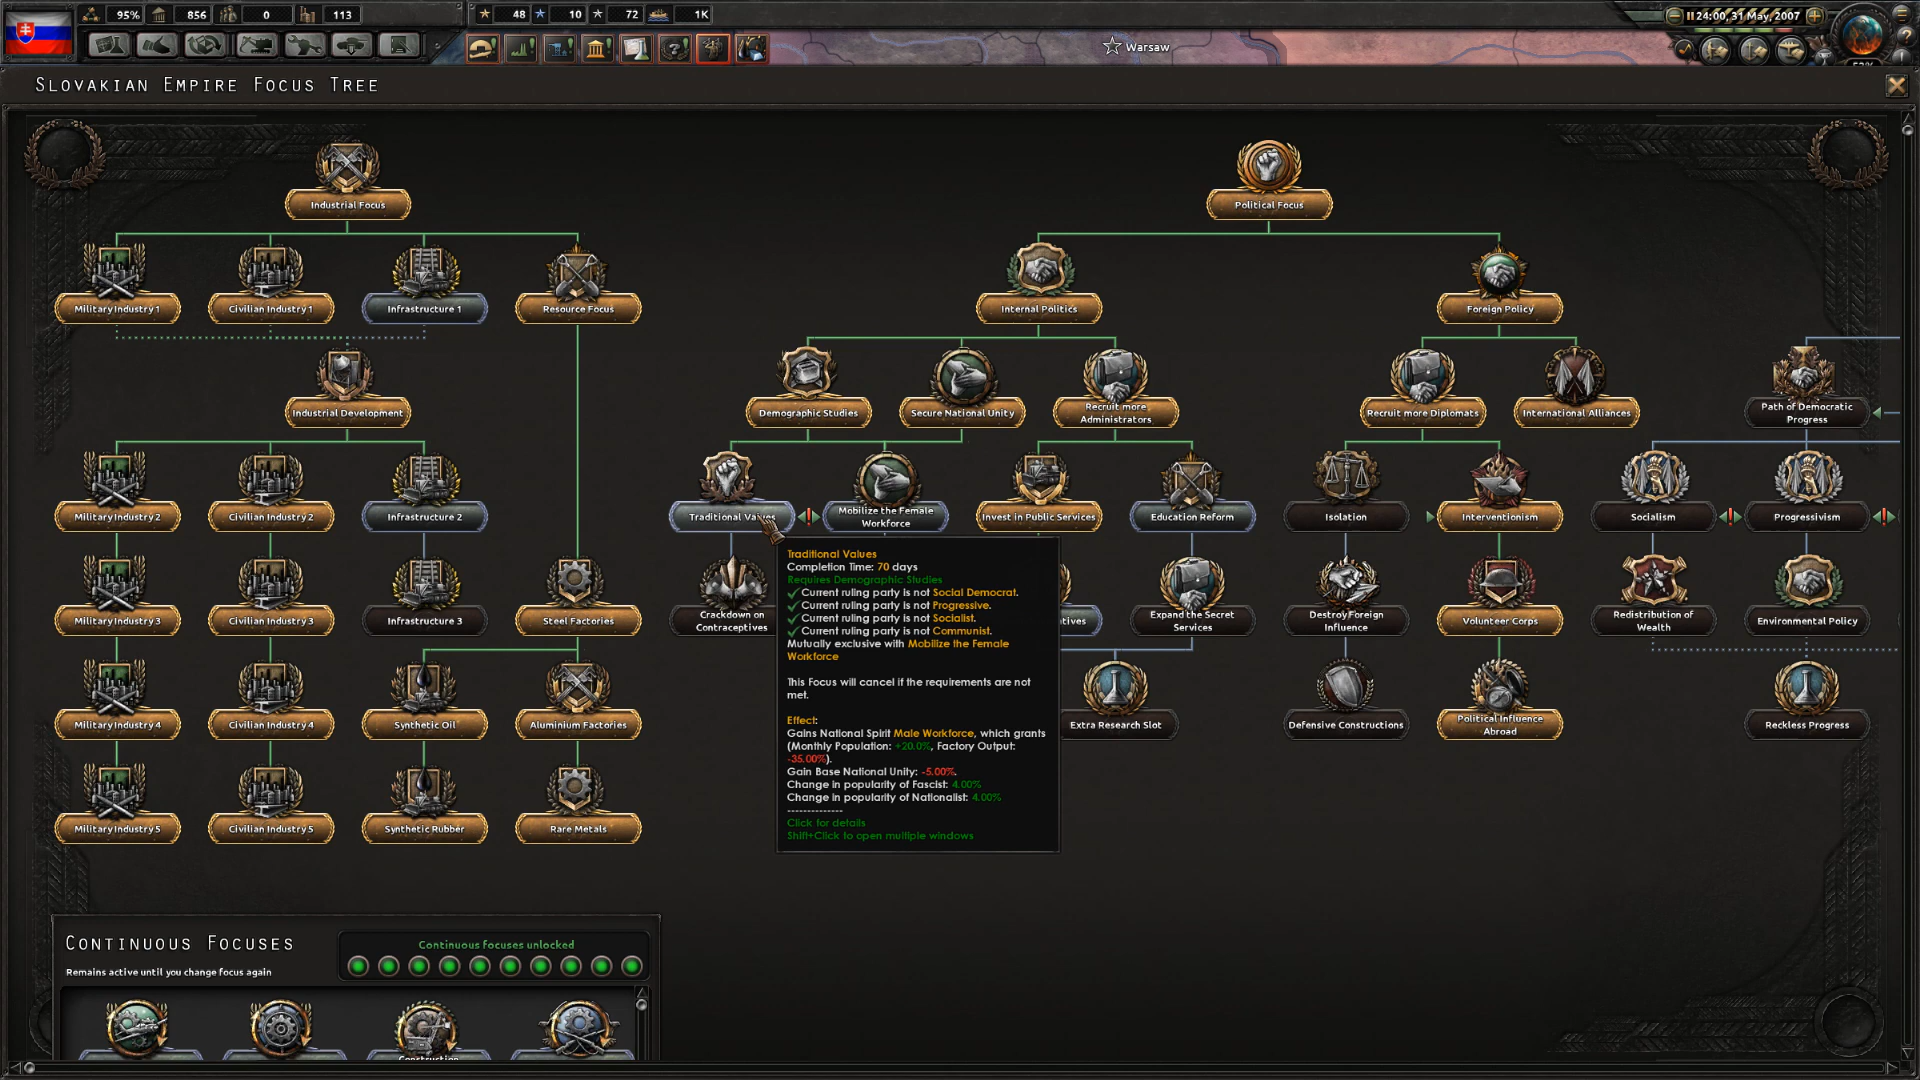 95%
856
0
113
48
10
72
1K
24:00, 31 May, 2007
Warsaw
SLOVAKIAN EMPIRE FOCUS TREE
Industrial Focus
Political Focus
Military Industry 1
Civilian Industry 1
Infrastructure 1
Resource Focus
Internal Politics
Foreign Policy
Industrial Development
Demographic Studies
Secure National Unity
Recruit more
Administrators
Recruit more Diplomats
International Alliances
Path of Democratic
Progress
Military Industry 2
Civilian Industry 2
Infrastructure 2
Traditional Values
Mobilize the Female
Workforce
Invest in Public Services
Education Reform
Isolation
Interventionism
Socialism
Progressivism
Military Industry 3
Civilian Industry 3
Infrastructure 3
Steel Factories
Crackdown on
Contraceptives
Expand the Secret
Services
Destroy Foreign
Influence
Volunteer Corps
Redistribution of
Wealth
Environmental Policy
Military Industry 4
Civilian Industry 4
Synthetic Oil
Aluminium Factories
Extra Research Slot
Defensive Constructions
Political Influence
Abroad
Reckless Progress
Military Industry 5
Civilian Industry 5
Synthetic Rubber
Rare Metals
Traditional Values
Completion Time: 70 days
Requires Demographic Studies
Current ruling party is not Social Democrat.
Current ruling party is not Progressive.
Current ruling party is not Socialist.
Current ruling party is not Communist.
Mutually exclusive with Mobilize the Female
Workforce
This Focus will cancel if the requirements are not
met.
Effect:
Gains National Spirit Male Workforce, which grants
(Monthly Population: +20.0%, Factory Output:
-35.00%).
Gain Base National Unity: -5.00%.
Change in popularity of Fascist: 4.00%
Change in popularity of Nationalist: 4.00%
--------------
Click for details
Shift+Click to open multiple windows
CONTINUOUS FOCUSES
Continuous focuses unlocked
Remains active until you change focus again